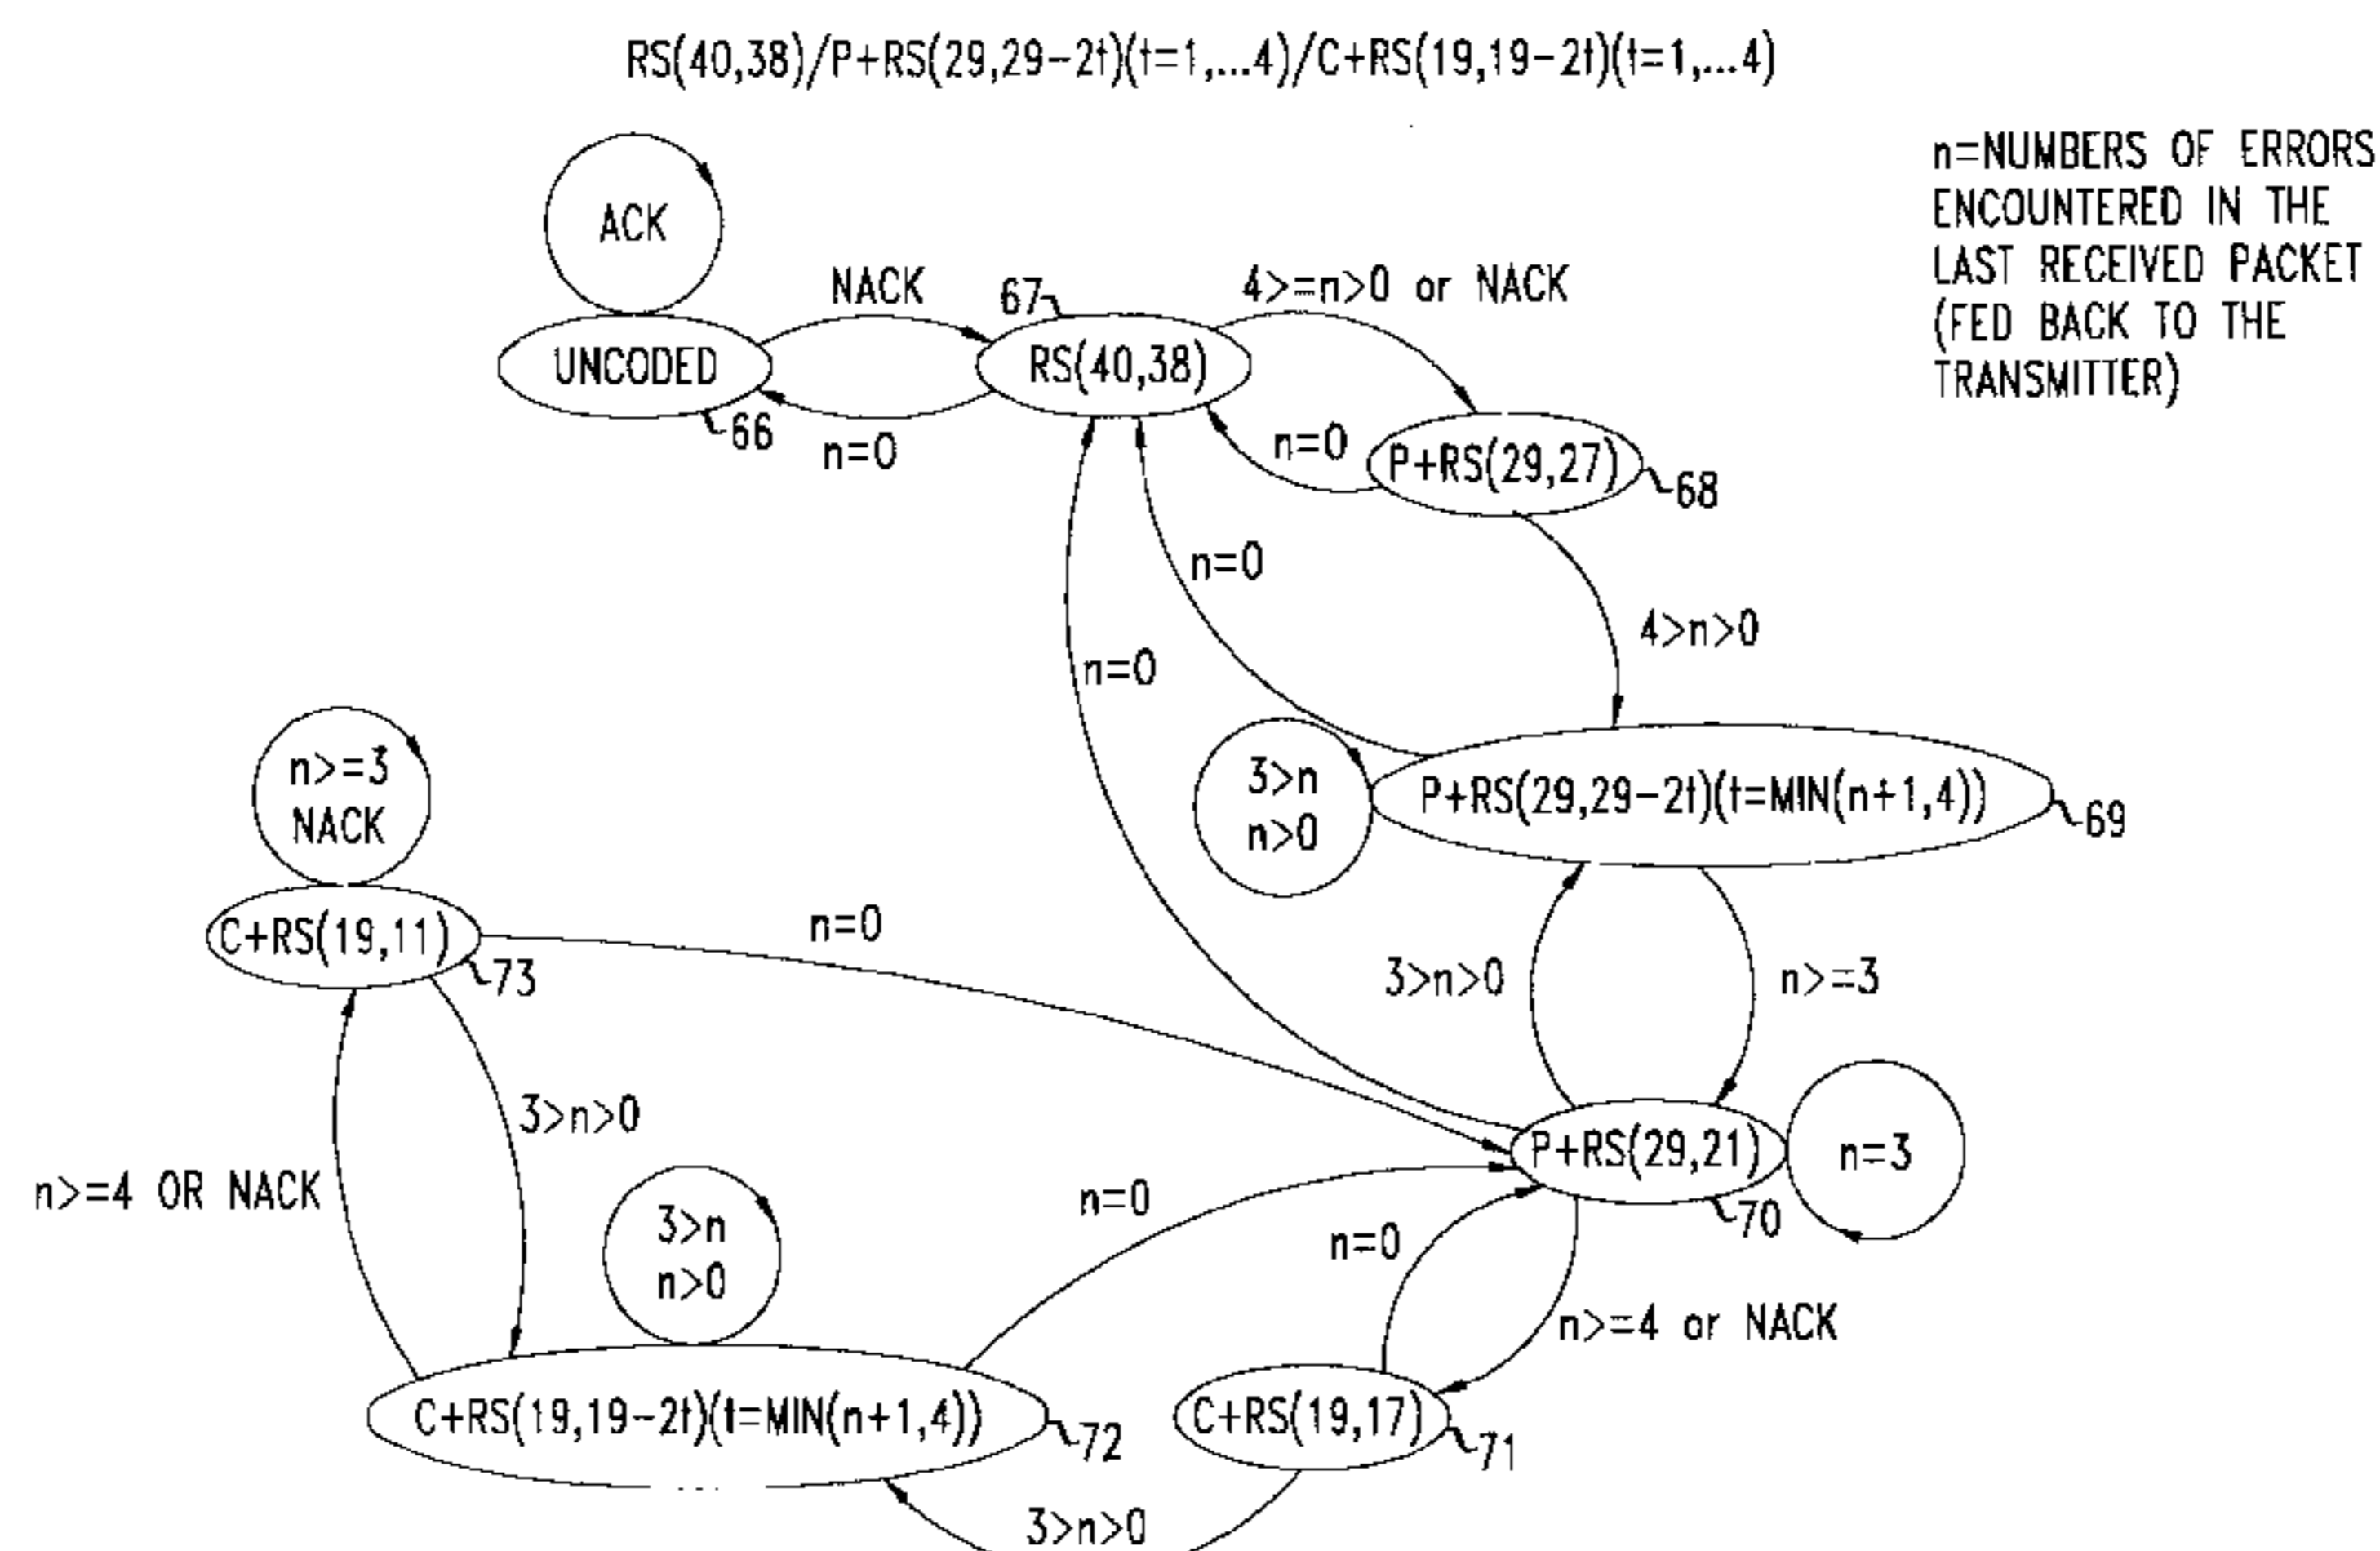 RS(40,38)/P+RS(29,29-2t)(t=1,...4)/C+RS(19,19-2t)(t=1,...4)
n=NUMBERS OF ERRORS
ENCOUNTERED IN THE
LAST RECEIVED PACKET
(FED BACK TO THE
TRANSMITTER)
ACK
NACK
67
4>=n>0 or NACK
UNCODED
RS(40,38)
66
n=0
n=0
P+RS(29,27)
68
n=0
4>n>0
n=0
n>=3
NACK
3>n
n>0
P+RS(29,29-2t)(t=MIN(n+1,4))
69
C+RS(19,11)
73
n=0
3>n>0
n>=3
3>n>0
P+RS(29,21)
n=3
70
n>=4 OR NACK
3>n
n>0
n=0
n=0
n>=4 or NACK
C+RS(19,19-2t)(t=MIN(n+1,4))
72
C+RS(19,17)
71
3>n>0